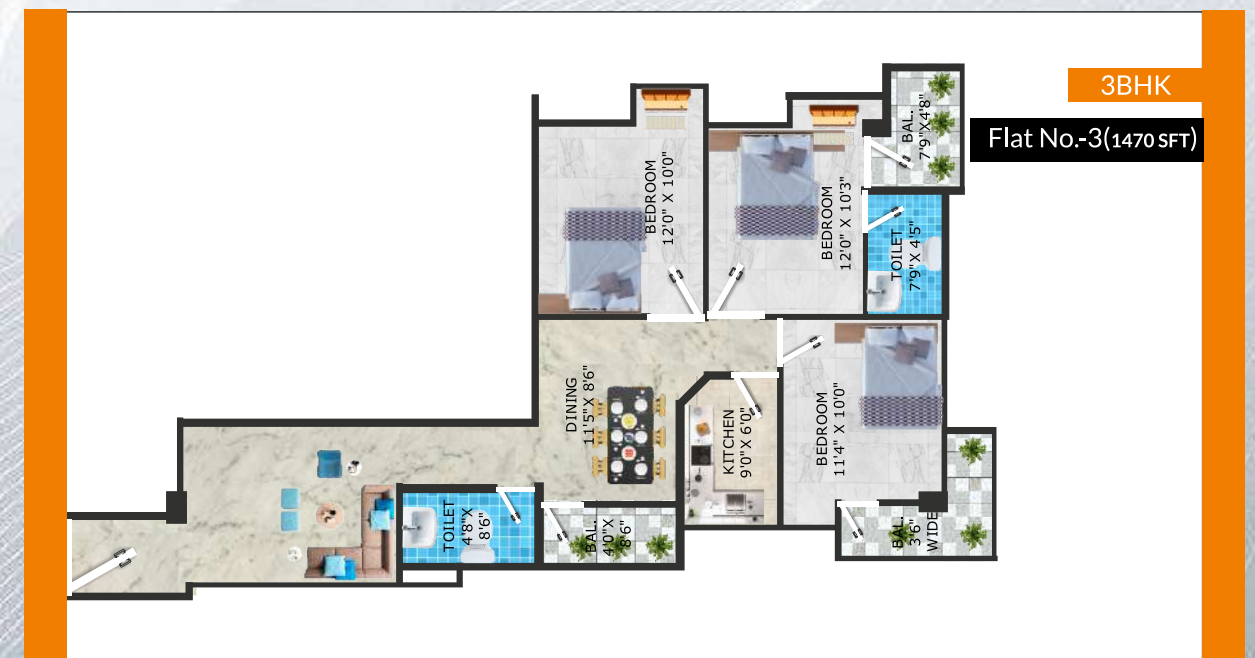 3BHK
Flat No.-3(1470 SFT)
BAL.
7'9"X4'8"
BEDROOM
12'0" X 10'0"
BEDROOM
12'0" X 10'3"
TOILET
7'9"X 4'5"
DINING
11'5"X 8'6"
KITCHEN
9'0"X 6'0"
BEDROOM
11'4" X 10'0"
TOILET
4'8"X
8'6"
BAL.
4'0"X
8'6"
BAL.
3'6"
WIDE